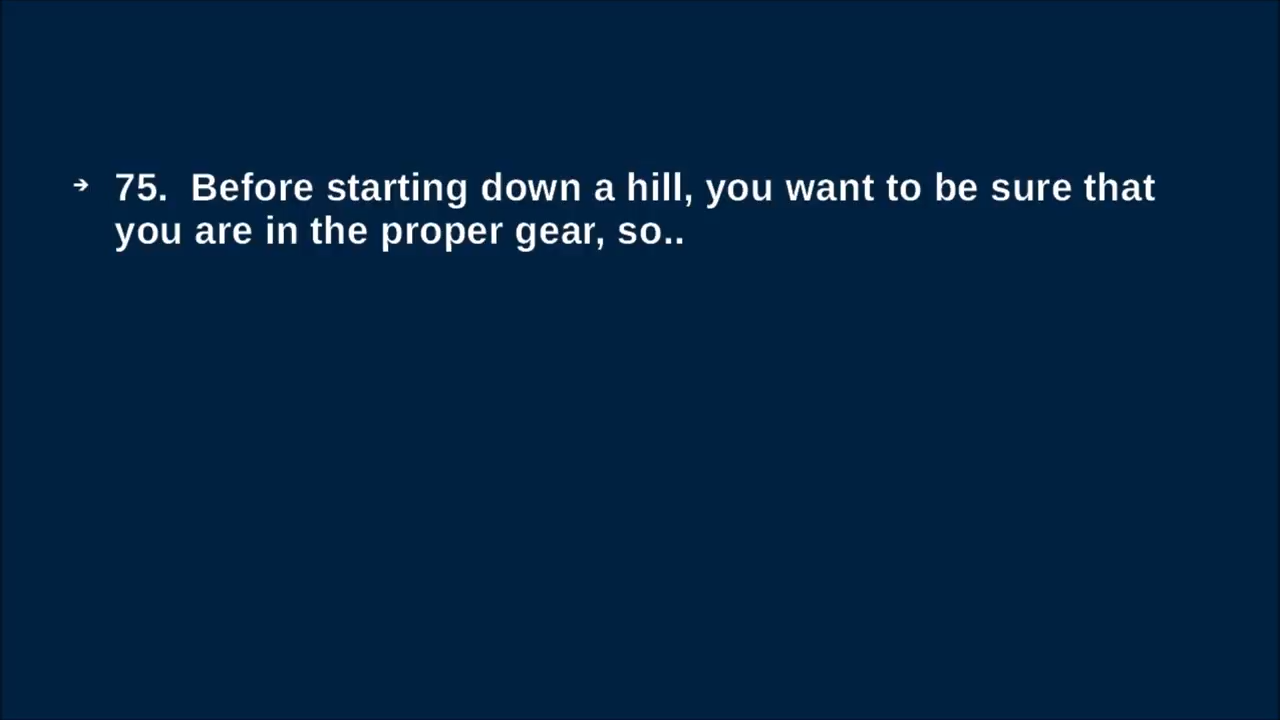 ➔ 75.  Before starting down a hill, you want to be sure that
you are in the proper gear, so..